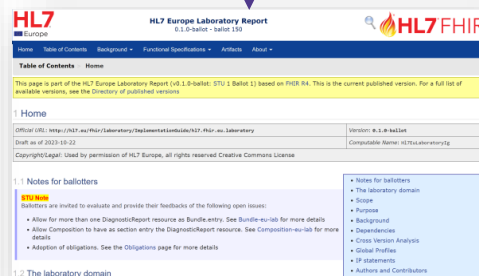 HL7
Europe
HL7 Europe Laboratory Report
0.1.0-ballot - ballot 150
HL7 FHIR
Home Table of Contents Background Functional Specifications Artifacts About
Table of Contents Home
This page is part of the HL7 Europe Laboratory Report (v0.1.0-ballot: STU 1 Ballot 1) based on FHIR R4. This is the current published version. For a full list of
available versions, see the Directory of published versions
1 Home
Official URL: http://hl7.eu/fhir/laboratory/ImplementationGuide/hl7.fhir.eu.laboratory Version: 0.1.0-ballot
Draft as of 2023-10-22 Computable Name: Hl7EuLaboratoryIg
Copyright/Legal: Used by permission of HL7 Europe, all rights reserved Creative Commons License
1.1 Notes for ballotters
STU Note
Balloters are invited to evaluate and provide their feedbacks of the following open issues:
• Allow for more than one DiagnosticReport resource as Bundle.entry. See Bundle-eu-lab for more details
• Allow Composition to have as section entry the DiagnosticReport resource. See Composition-eu-lab for more
details
• Adoption of obligations. See the Obligations page for more details
1.2 The laboratory domain
• Notes for ballotters
• The laboratory domain
• Scope
• Purpose
• Background
• Dependencies
• Cross Version Analysis
• Global Profiles
• IP statements
• Authors and Contributors